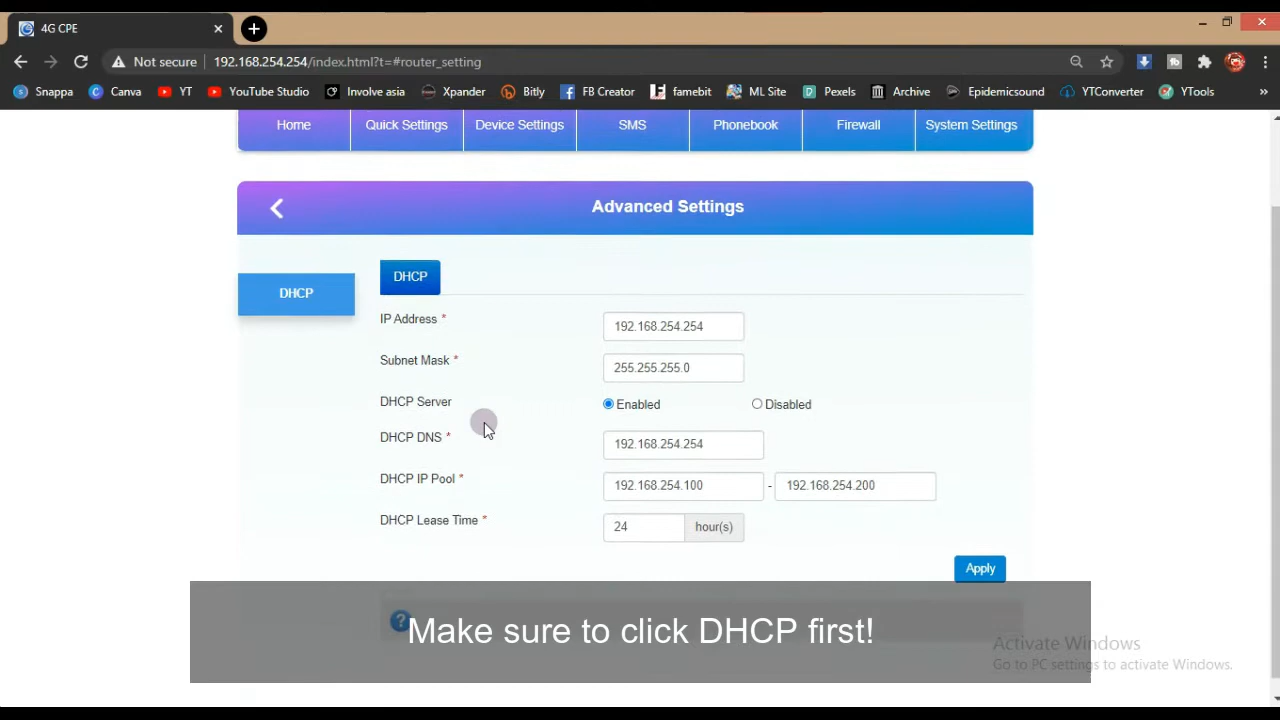 4G CPE
Not secure 192.168.254.254/index.html?t=#router_setting
Snappa Canva YT YouTube Studio Involve asia Xpander Bitly FB Creator famebit ML Site Pexels Archive Epidemicsound YTConverter YTools »
Home Quick Settings Device Settings SMS Phonebook Firewall System Settings
Advanced Settings
DHCP
DHCP
IP Address * 192.168.254.254
Subnet Mask * 255.255.255.0
DHCP Server Enabled Disabled
DHCP DNS * 192.168.254.254
DHCP IP Pool * 192.168.254.100 - 192.168.254.200
DHCP Lease Time * 24 hour(s)
Apply
?
Make sure to click DHCP first!
Activate Windows
Go to PC settings to activate Windows.